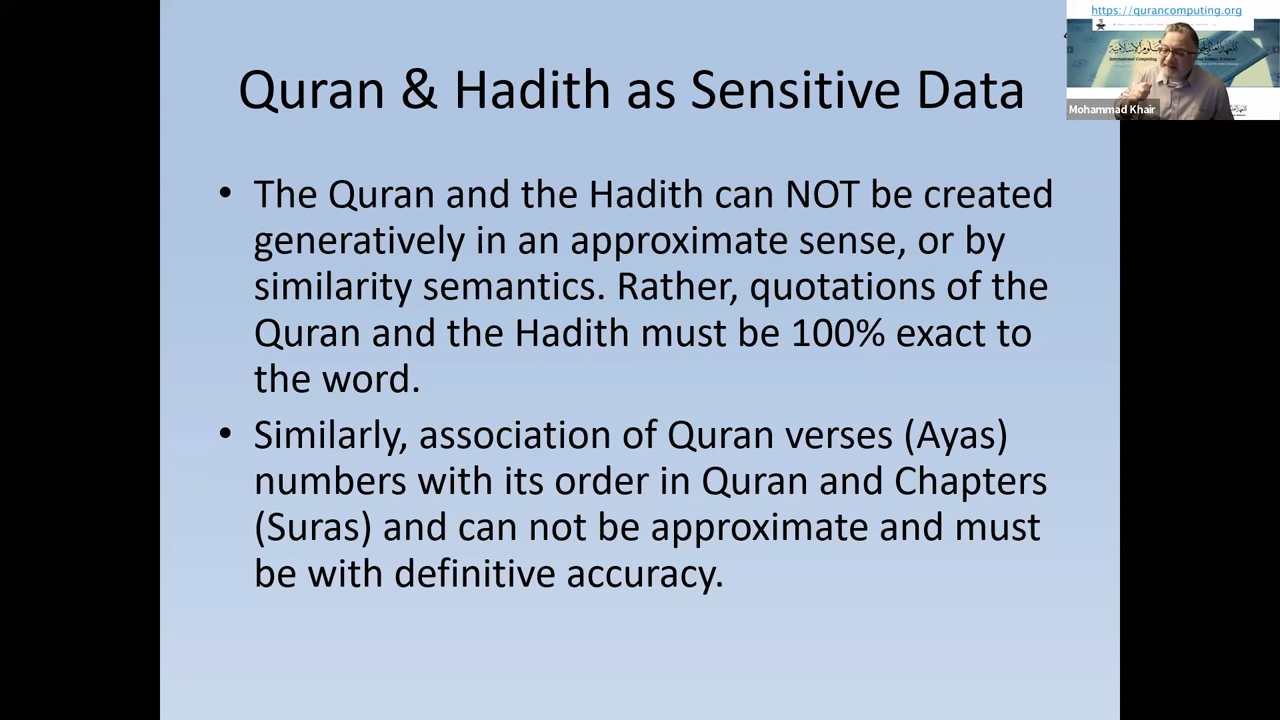 Quran & Hadith as Sensitive Data
• The Quran and the Hadith can NOT be created
generatively in an approximate sense, or by
similarity semantics. Rather, quotations of the
Quran and the Hadith must be 100% exact to
the word.
• Similarly, association of Quran verses (Ayas)
numbers with its order in Quran and Chapters
(Suras) and can not be approximate and must
be with definitive accuracy.
https://qurancomputing.org
International Computing
Mohammad Khair